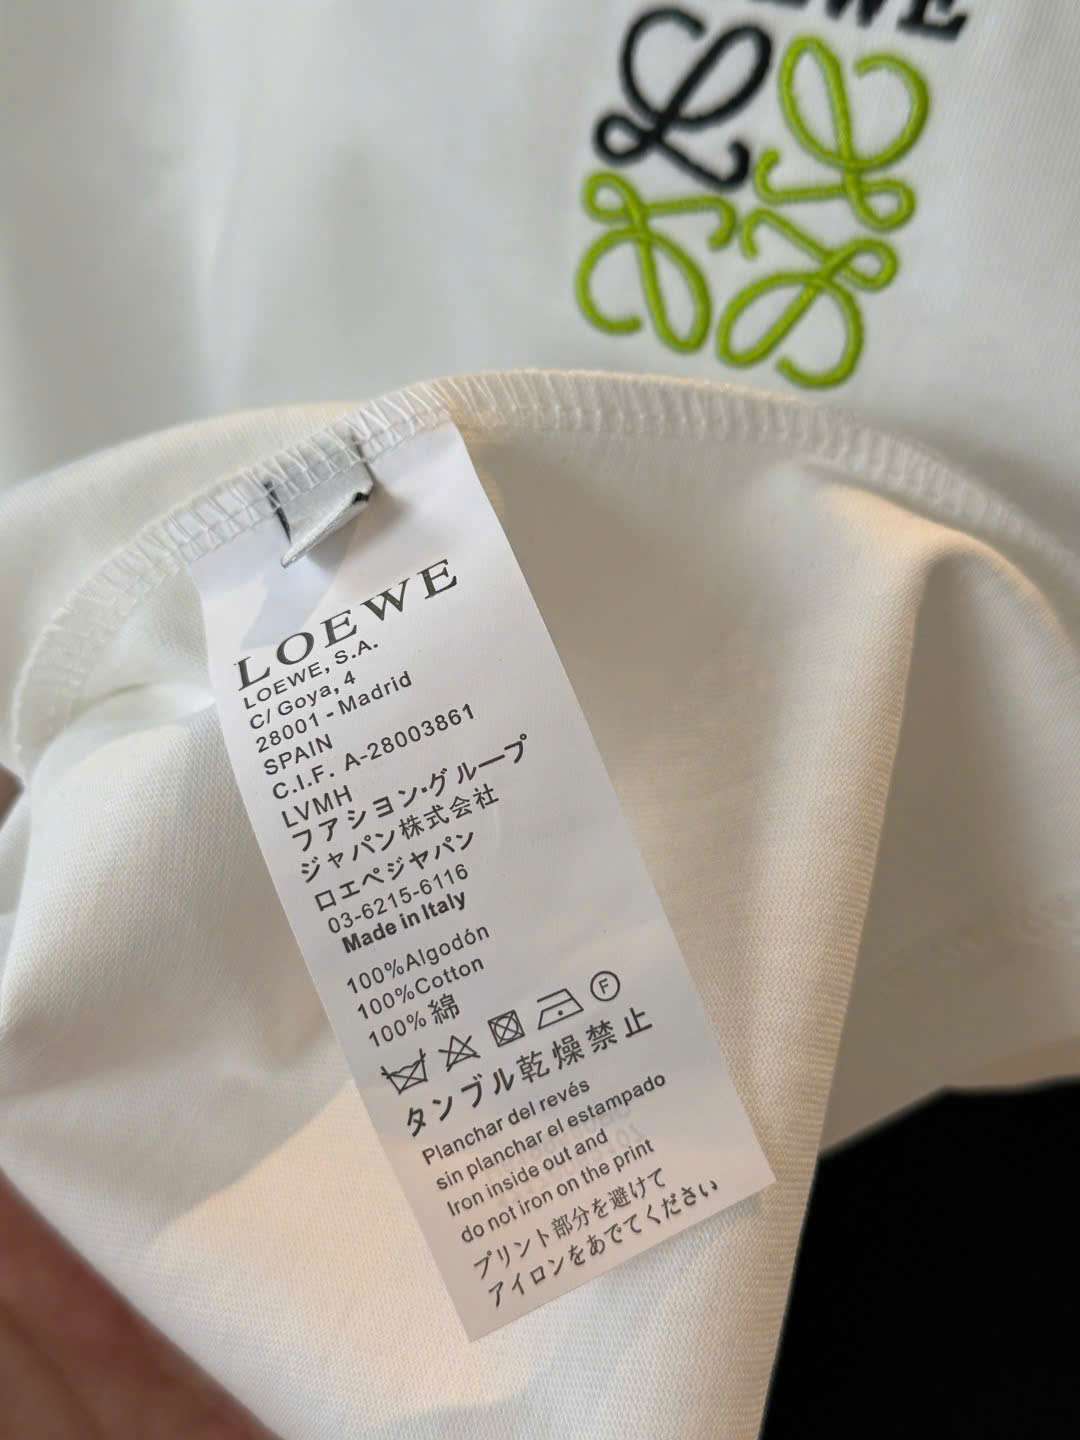 LOEWE
LOEWE
LOEWE, S.A.
C/ Goya, 4
28001 - Madrid
SPAIN
C.I.F. A-28003861
LVMH
ファション·グループ
ジャパン株式会社
ロエペジヤパン
03-6215-6116
Made in Italy
100%Algodón
100%Cotton
100% 綿
F
タンブル乾燥禁止
Planchar del revés
sin planchar el estampado
Iron inside out and
do not iron on the print
プリント部分を避けて
アイロンをあでてください